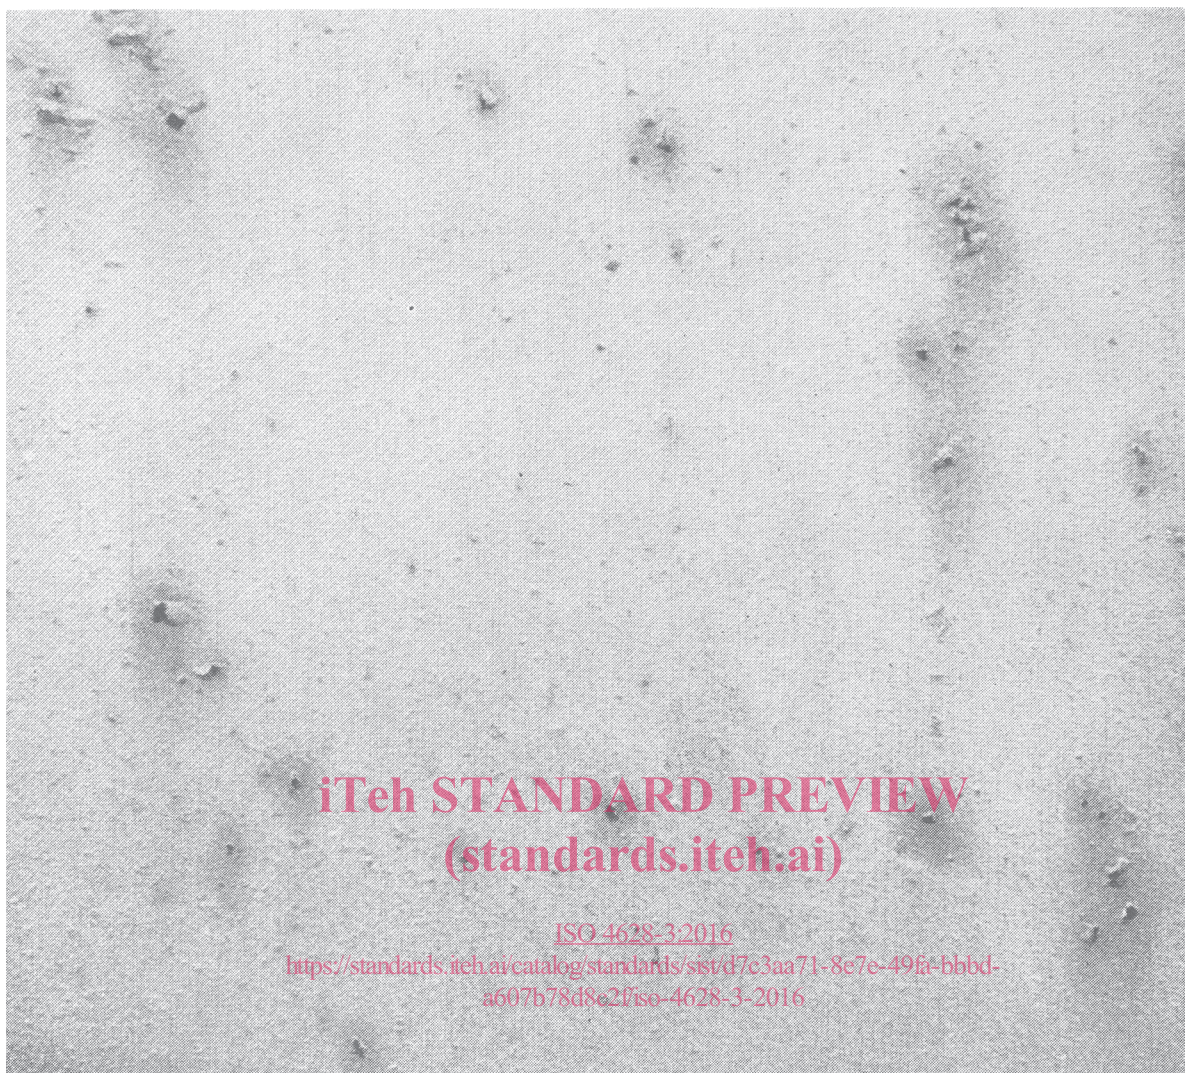 iTeh STANDARD PREVIEW
(standards.iteh.ai)
ISO 4628-3:2016
https://standards.iteh.ai/catalog/standards/sist/d7c3aa71-8e7e-49fa-bbbd-
a607b78d8e2f/iso-4628-3-2016